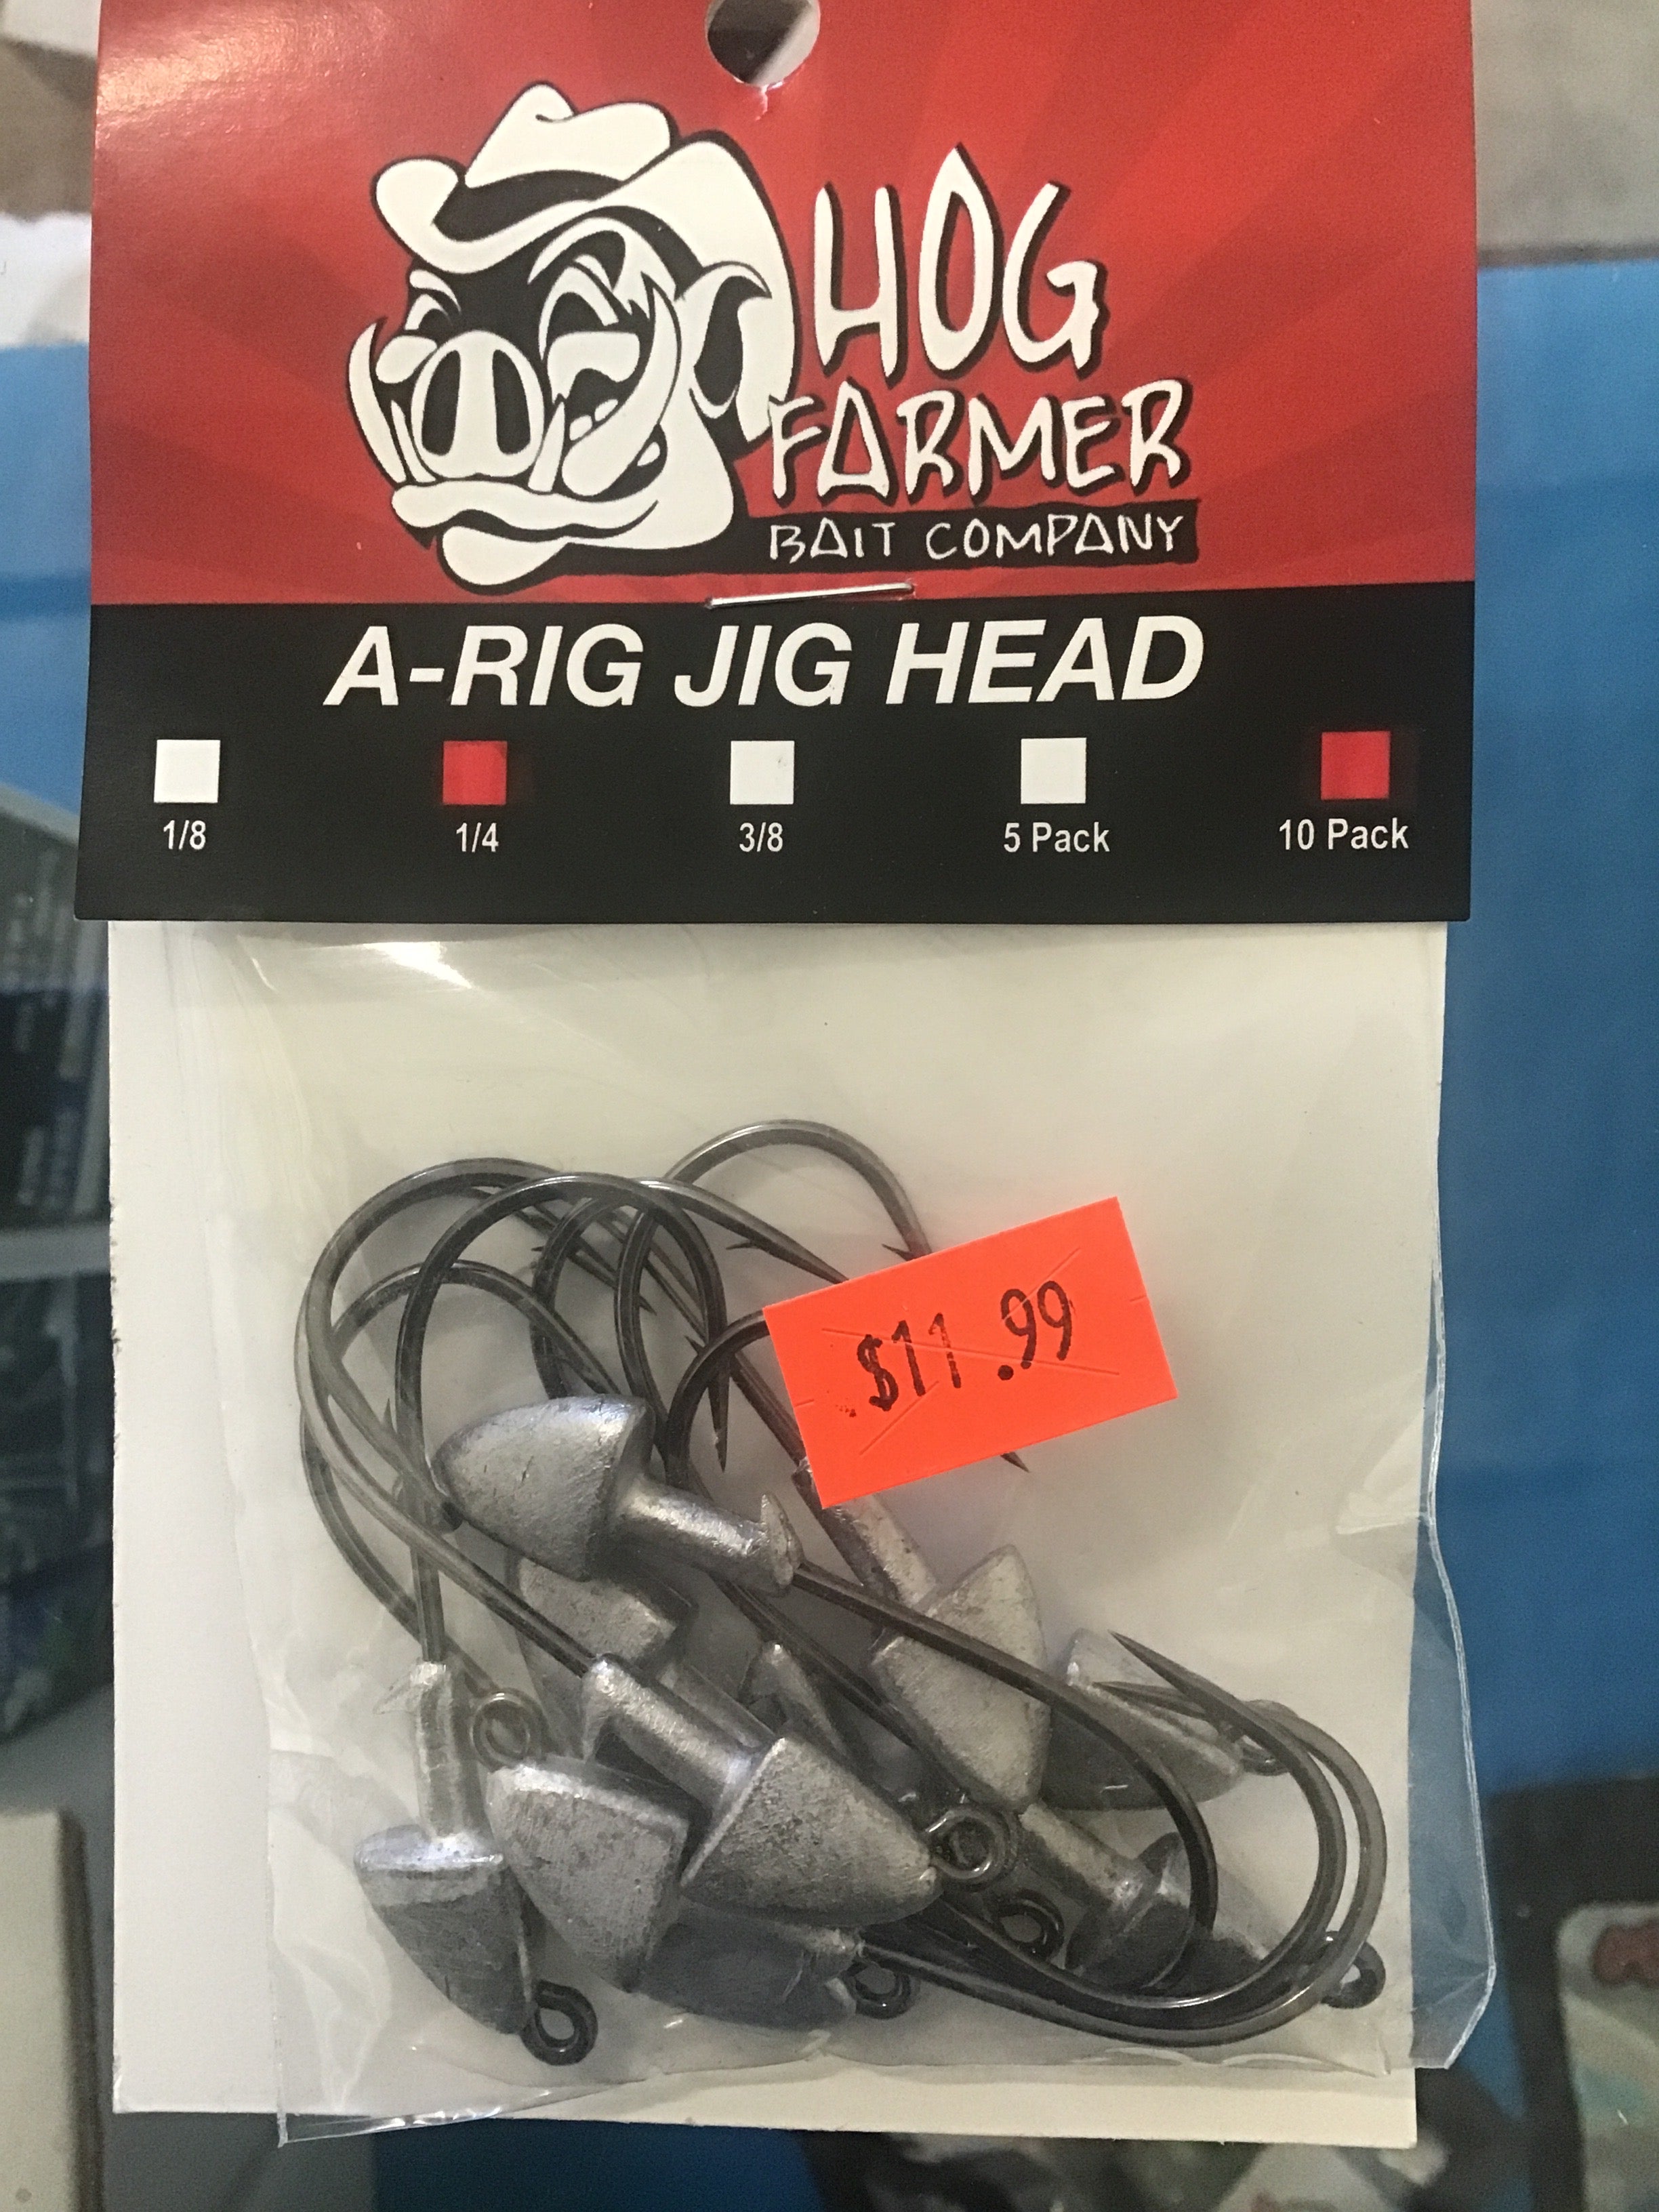 HOG
FARMER
BAIT COMPANY
A-RIG JIG HEAD
1/8 1/4 3/8 5 Pack 10 Pack
$11.99